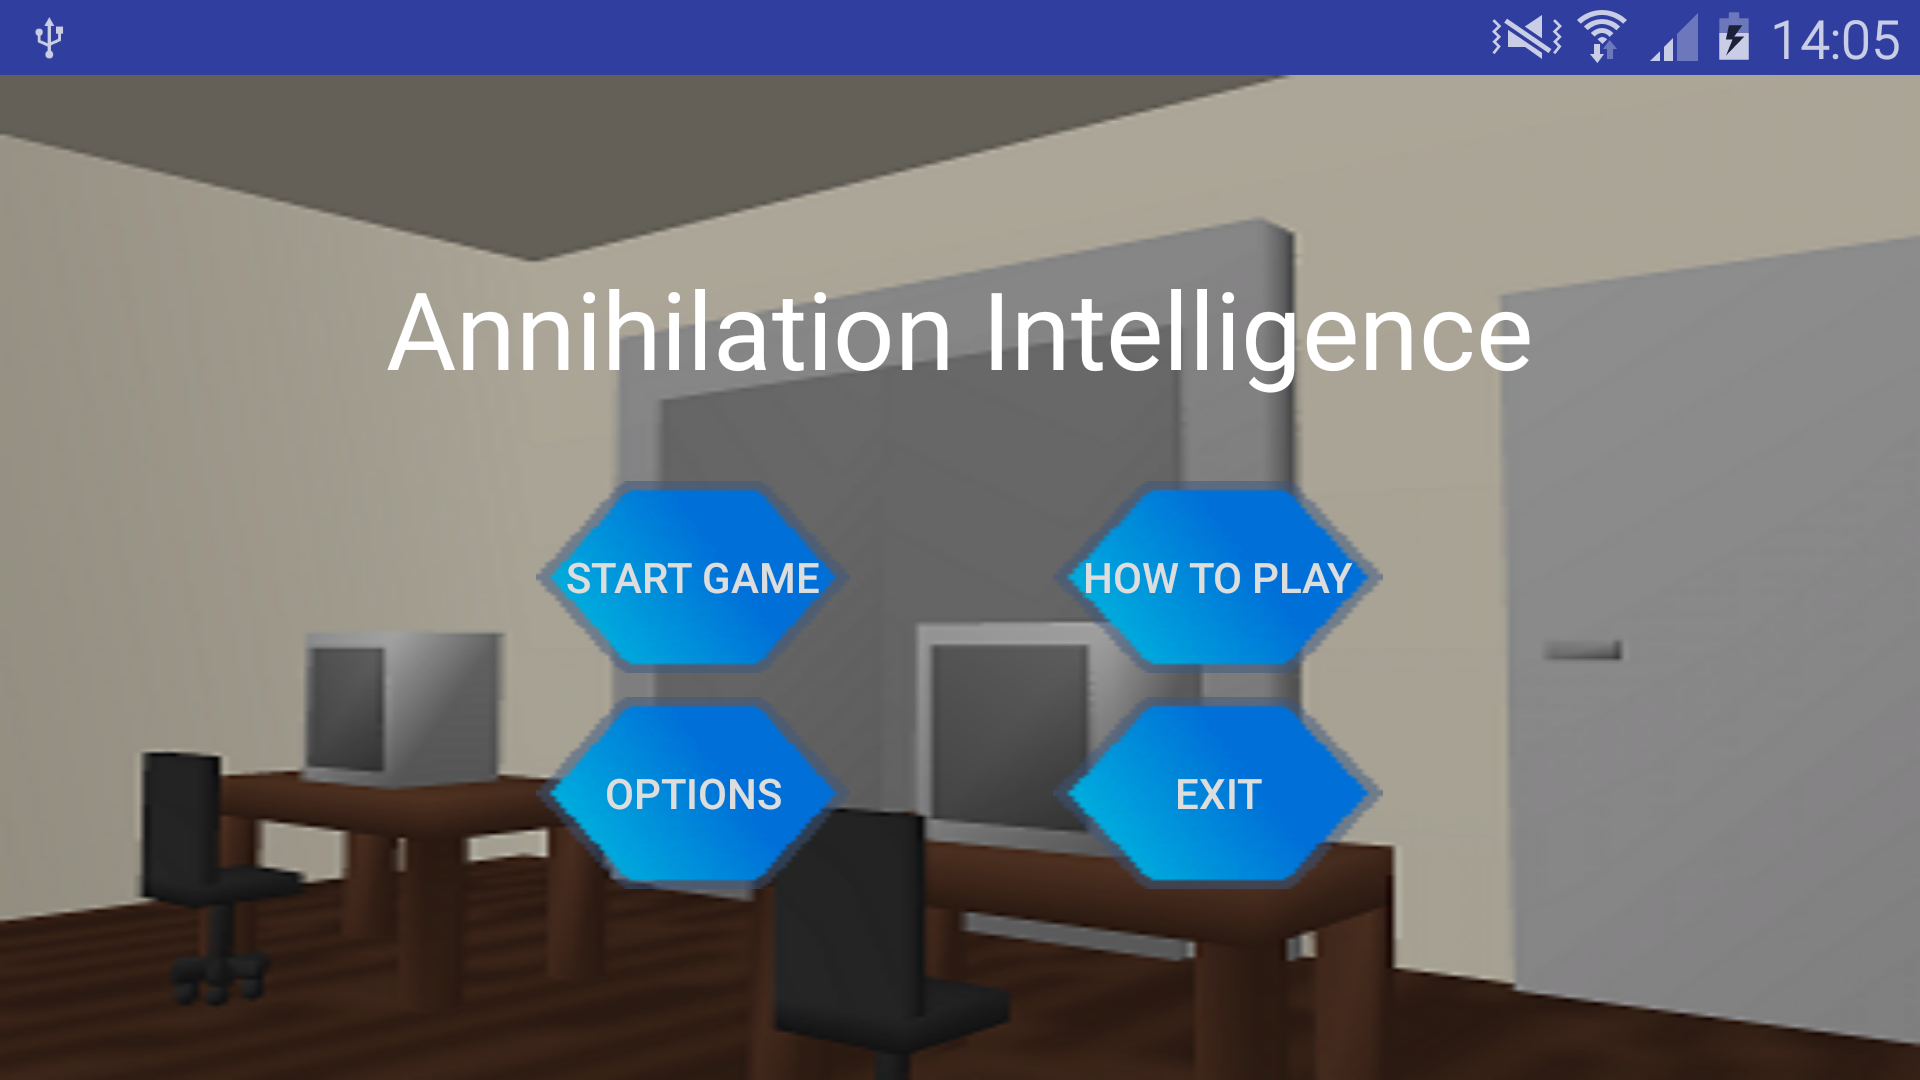 14:05
Annihilation Intelligence
START GAME
HOW TO PLAY
OPTIONS
EXIT